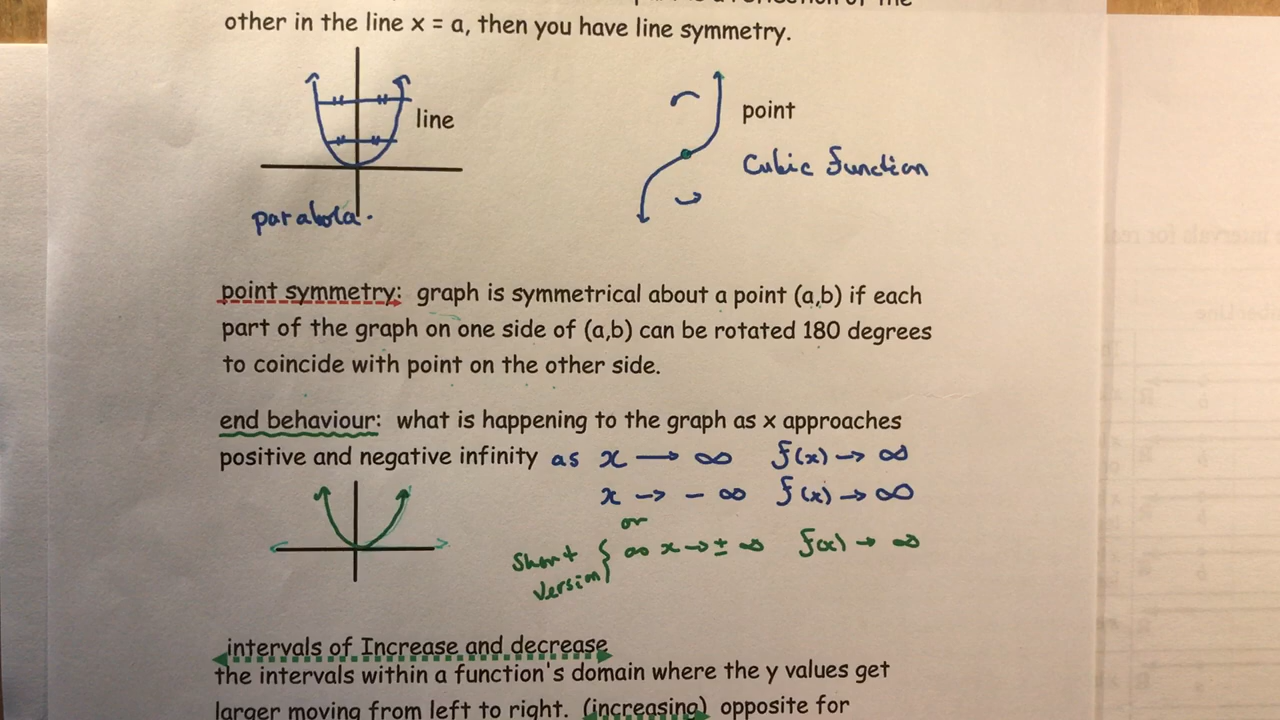 other in the line x = a, then you have line symmetry.
line
point
Cubic function
parabola.
point symmetry: graph is symmetrical about a point (a,b) if each
part of the graph on one side of (a,b) can be rotated 180 degrees
to coincide with point on the other side.
end behaviour: what is happening to the graph as x approaches
positive and negative infinity as x → ∞ f(x) → ∞
x → - ∞ f(x) → ∞
or
short version { as x → ± ∞ f(x) → ∞
intervals of Increase and decrease
the intervals within a function's domain where the y values get
larger moving from left to right. (increasing) opposite for